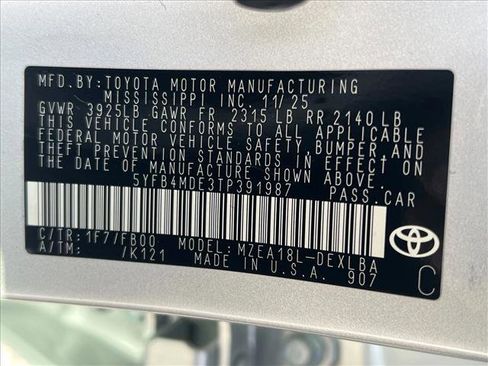 MFD.BY:TOYOTA MOTOR MANUFACTURING
MISSISSIPPI INC. 11/25
GVWR 3925LB GAWR FR 2315 LB RR 2140 LB
THIS VEHICLE CONFORMS TO ALL APPLICABLE
FEDERAL MOTOR VEHICLE SAFETY, BUMPER, AND
THEFT PREVENTION STANDARDS IN EFFECT ON
THE DATE OF MANUFACTURE SHOWN ABOVE.
5YFB4MDE3TP391987 PASS.CAR
C/TR:1F7/FB00 MODEL:MZEA18L-DEXLBA
A/TM: /K121 MADE IN U.S.A.
907
TOYOTA
C